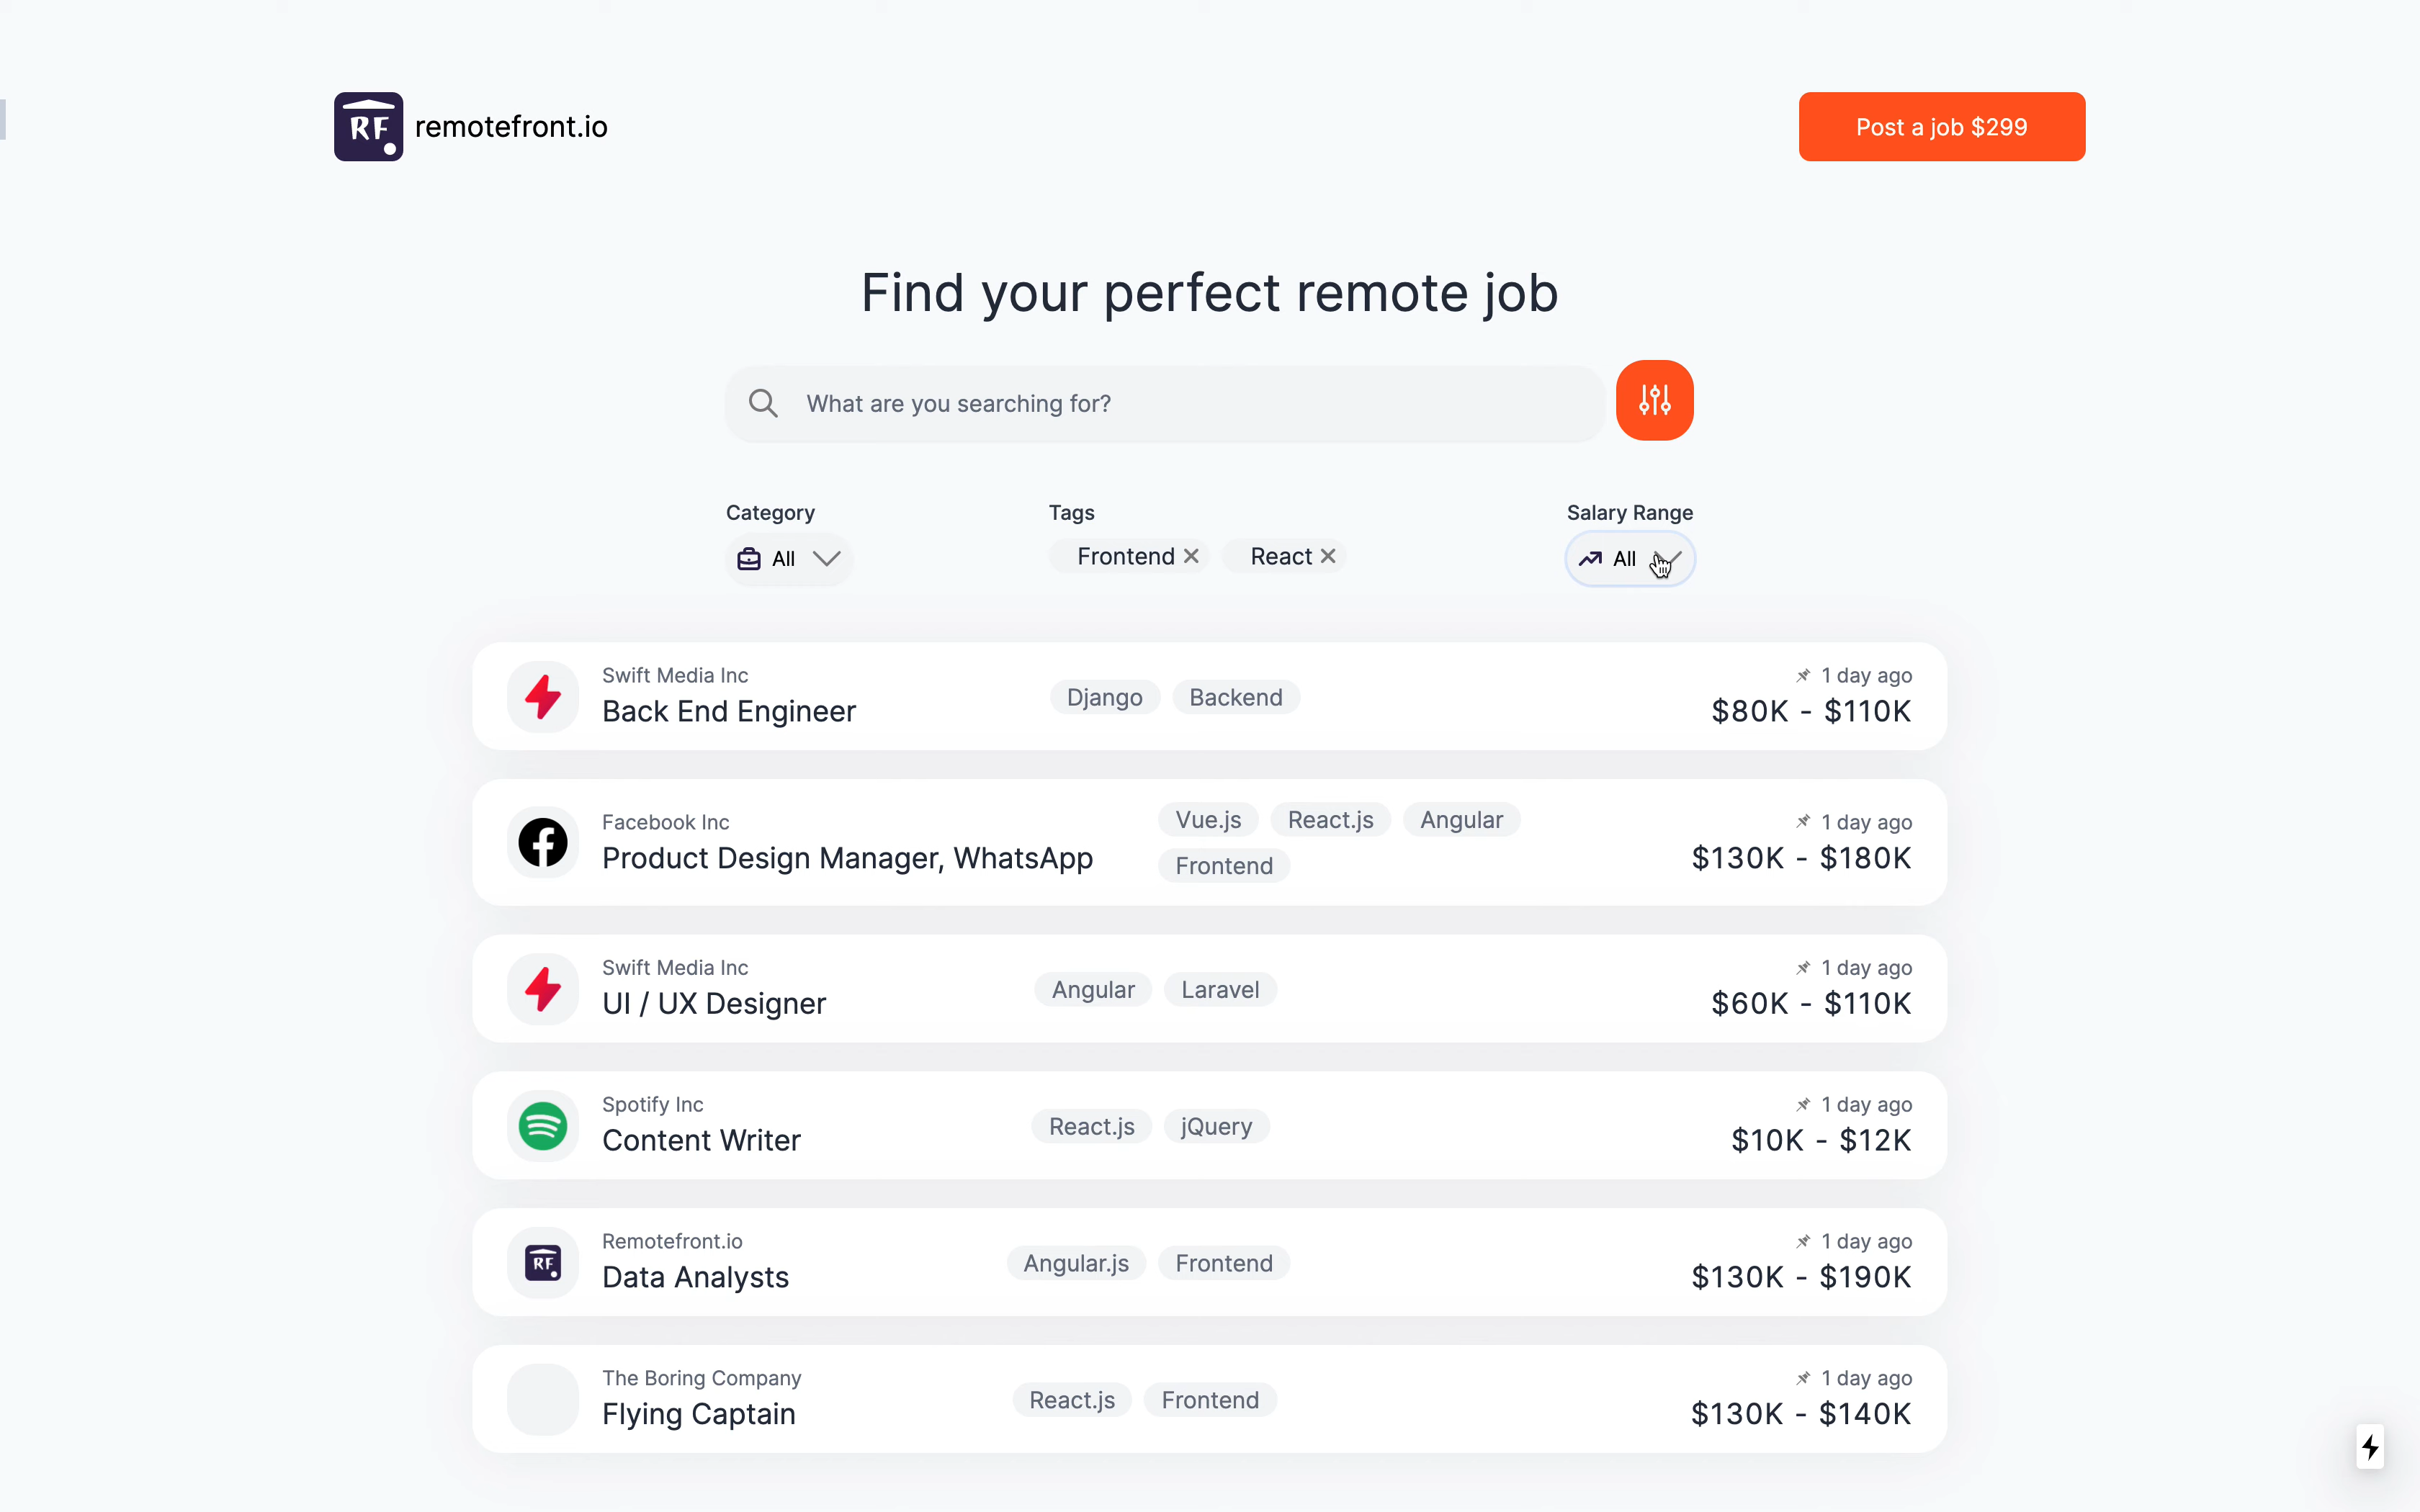 RF remotefront.io
Post a job $299
Find your perfect remote job
What are you searching for?
Category
Tags
Salary Range
All
Frontend
React
All
Swift Media Inc
Back End Engineer
Django
Backend
1 day ago
$80K - $110K
Facebook Inc
Product Design Manager, WhatsApp
Vue.js
React.js
Angular
Frontend
1 day ago
$130K - $180K
Swift Media Inc
UI / UX Designer
Angular
Laravel
1 day ago
$60K - $110K
Spotify Inc
Content Writer
React.js
jQuery
1 day ago
$10K - $12K
RF
Remotefront.io
Data Analysts
Angular.js
Frontend
1 day ago
$130K - $190K
The Boring Company
Flying Captain
React.js
Frontend
1 day ago
$130K - $140K